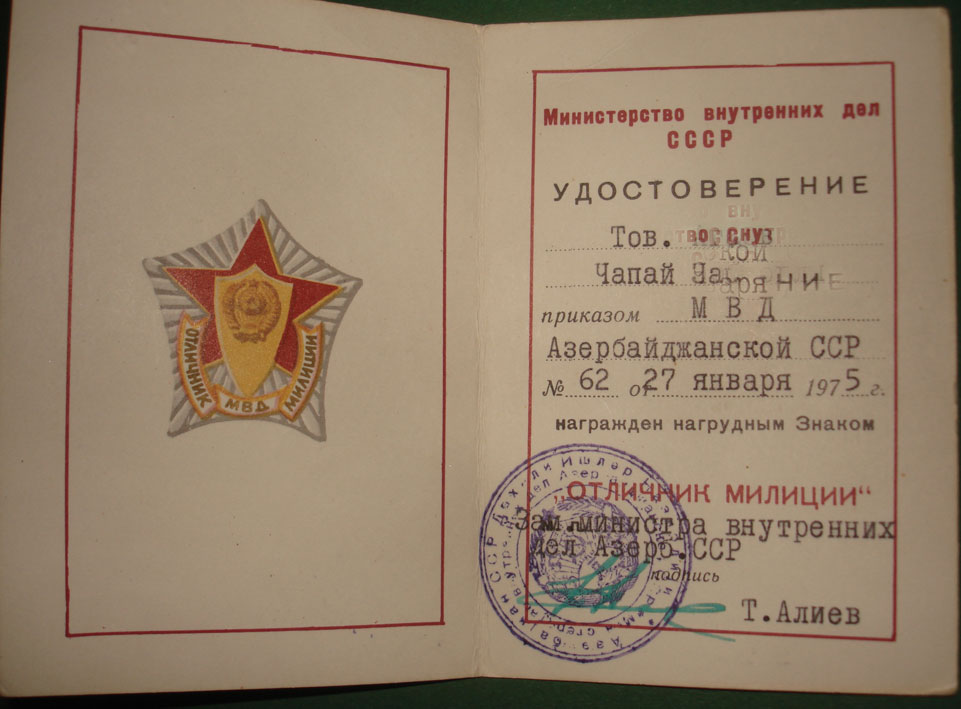 ОТЛИЧНИК
МВД
МИЛИЦИИ
Министерство внутренних дел
СССР
УДОСТОВЕРЕНИЕ
Тов.
Чапай
приказом М В Д
Азербайджанской ССР
№ 62 от 27 января 1975 г.
награжден нагрудным Знаком
„ОТЛИЧНИК МИЛИЦИИ“
Зам. министра внутренних
дел Азерб. ССР
подпись
Т. Алиев